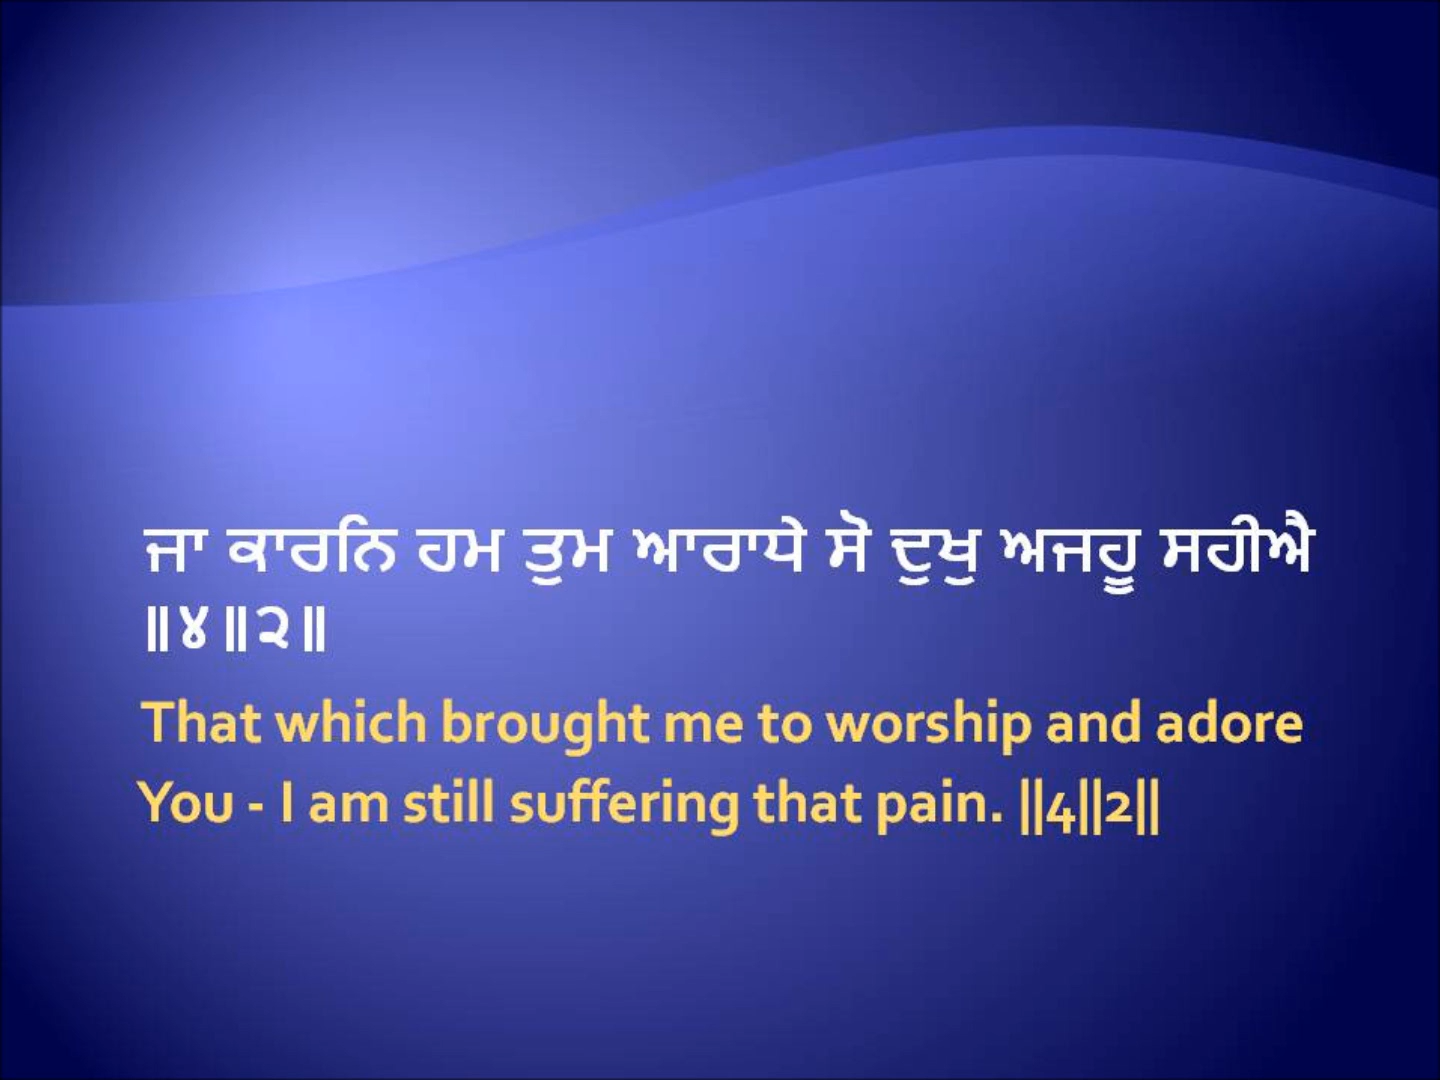 ਜਾ ਕਾਰਨਿ ਹਮ ਤੁਮ ਆਰਾਧੇ ਸੋ ਦੁਖੁ ਅਜਹੂ ਸਹੀਐ
॥੪॥੨॥
That which brought me to worship and adore
You - I am still suffering that pain. ||4||2||